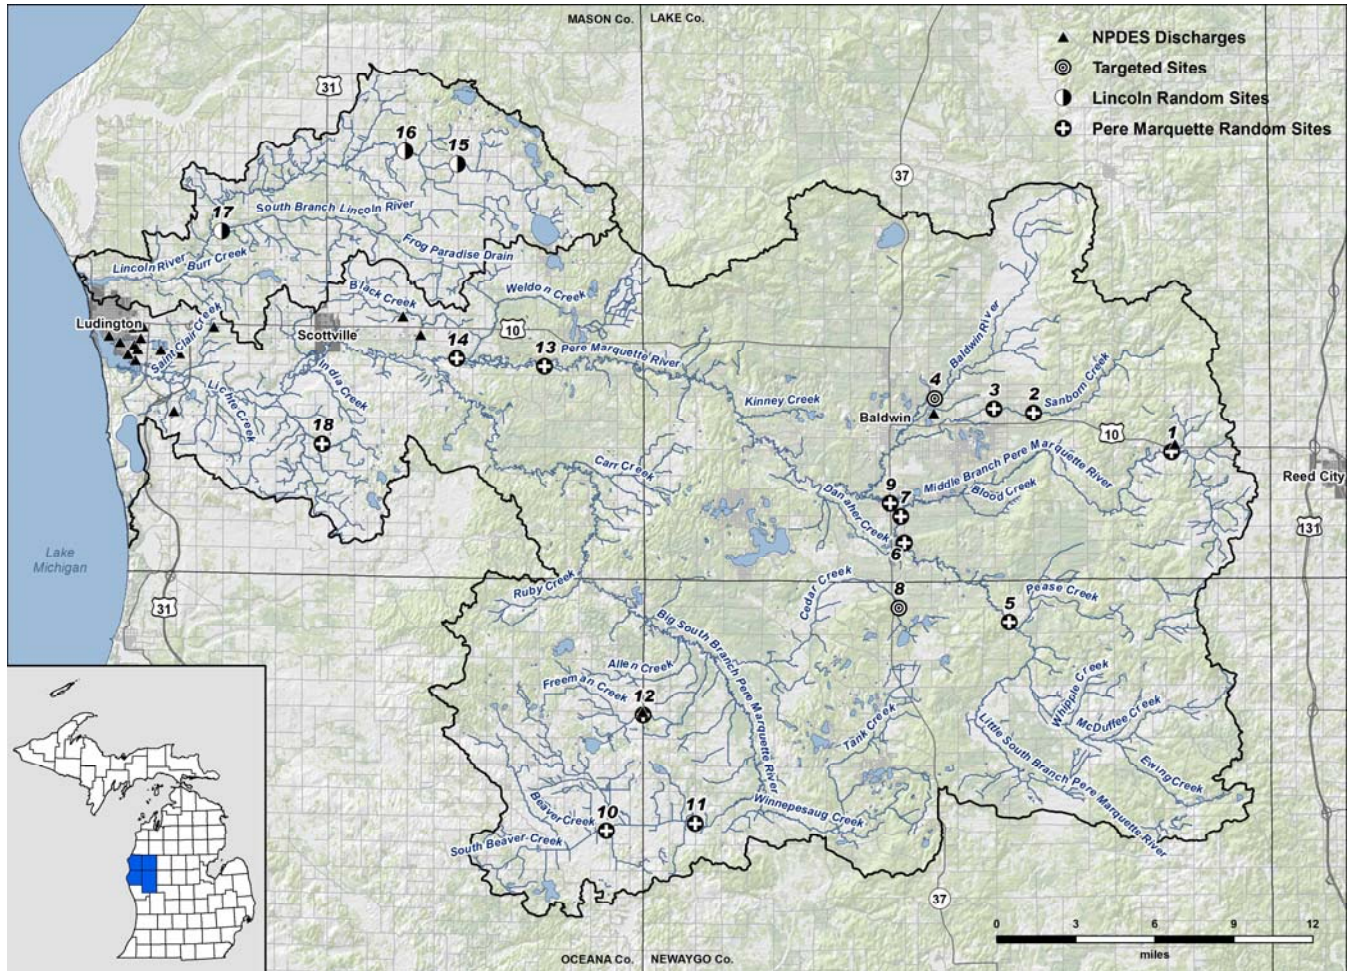 MASON Co.
LAKE Co.
NPDES Discharges
Targeted Sites
Lincoln Random Sites
Pere Marquette Random Sites
31
37
16
15
17
South Branch Lincoln River
Frog Paradise Drain
Lincoln River
Burr Creek
Black Creek
Weldon Creek
Ludington
Saint Clair Creek
Scottville
10
14
13
Pere Marquette River
India Creek
Lichte Creek
18
Baldwin River
4
3
2
Sanborn Creek
Kinney Creek
Baldwin
10
1
Carr Creek
Middle Branch Pere Marquette River
Blood Creek
Reed City
9
7
Danaher Creek
6
131
Lake
Michigan
31
Ruby Creek
Cedar Creek
8
Pease Creek
5
Big South Branch Pere Marquette River
Allen Creek
Freeman Creek
12
Whipple Creek
McDuffee Creek
Tank Creek
Little South Branch Pere Marquette River
Ewing Creek
Beaver Creek
10
11
Winnepesaug Creek
South Beaver Creek
37
0
3
6
9
12
miles
OCEANA Co.
NEWAYGO Co.